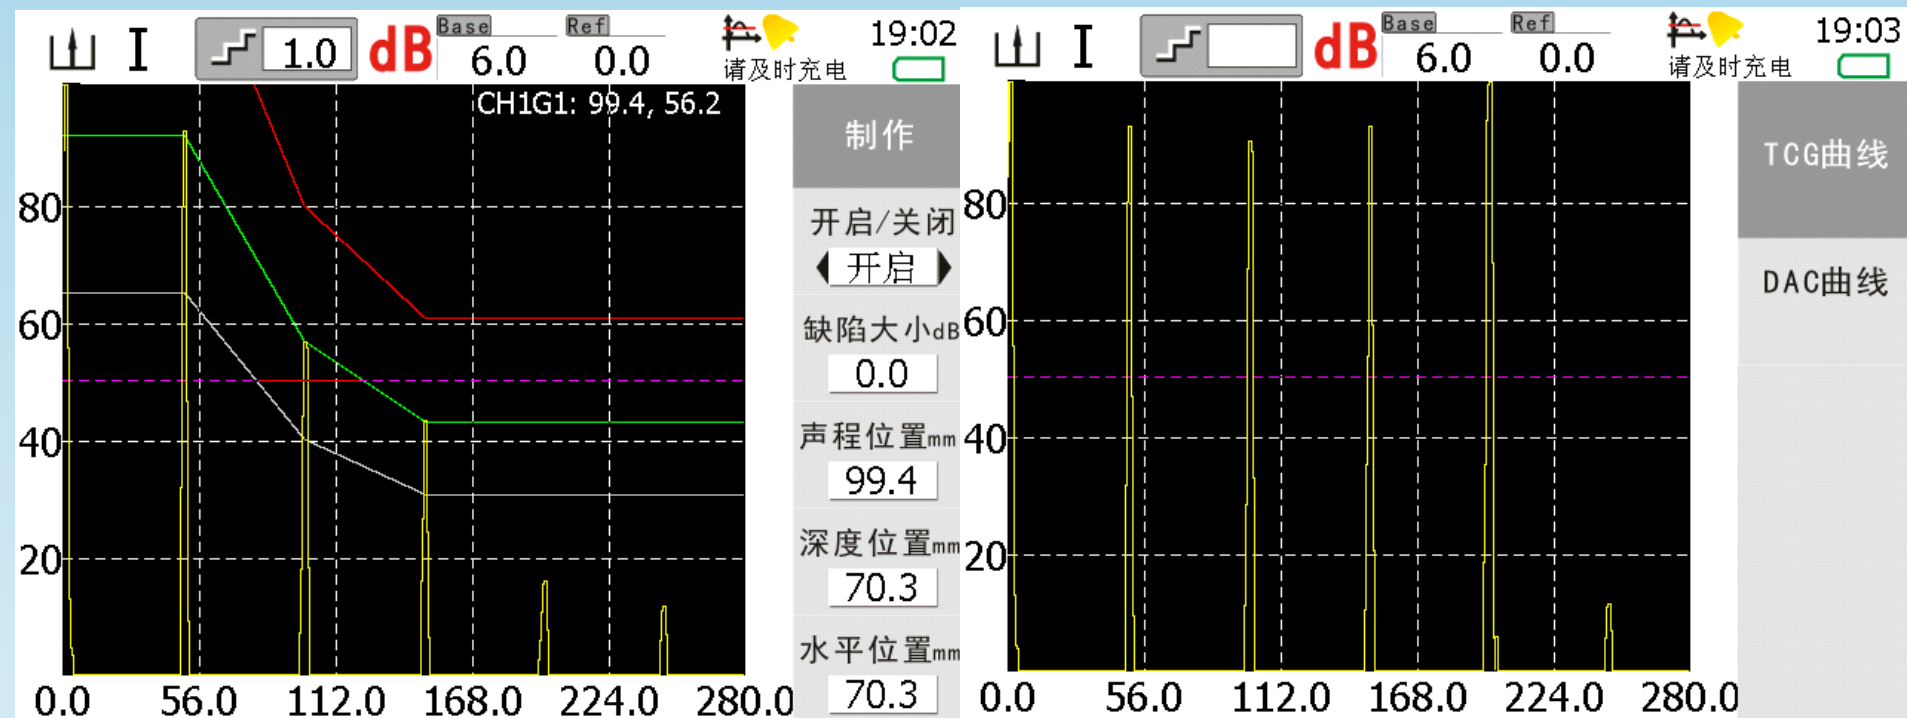 I 1.0 dB Base 6.0 Ref 0.0 请及时充电 19:02
CH1G1: 99.4, 56.2
80
60
40
20
0.0 56.0 112.0 168.0 224.0 280.0
制作
开启/关闭
开启
缺陷大小dB
0.0
声程位置mm
99.4
深度位置mm
70.3
水平位置mm
70.3
I dB Base 6.0 Ref 0.0 请及时充电 19:03
80
60
40
20
0.0 56.0 112.0 168.0 224.0 280.0
TCG曲线
DAC曲线